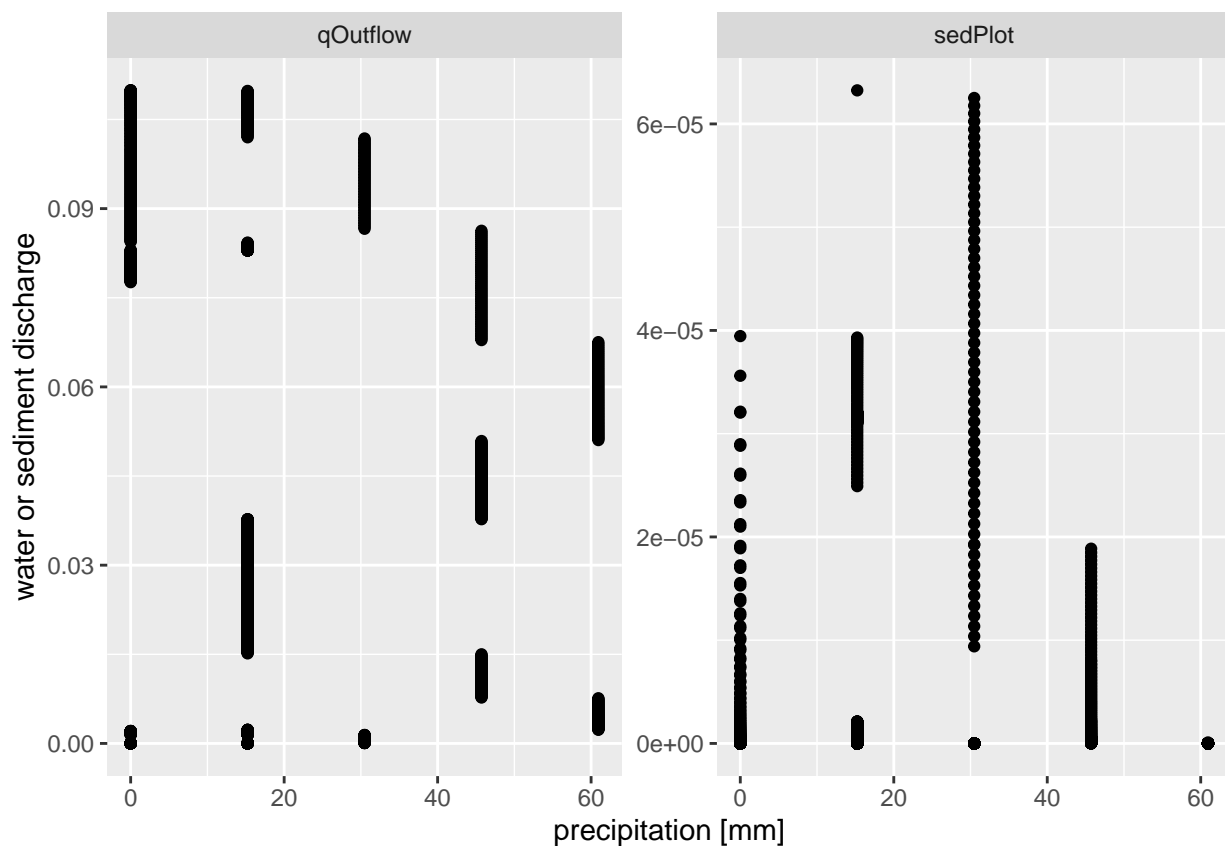 qOutflow
sedPlot
water or sediment discharge
0.09
0.06
0.03
0.00
6e−05
4e−05
2e−05
0e+00
0 20 40 60
0 20 40 60
precipitation [mm]